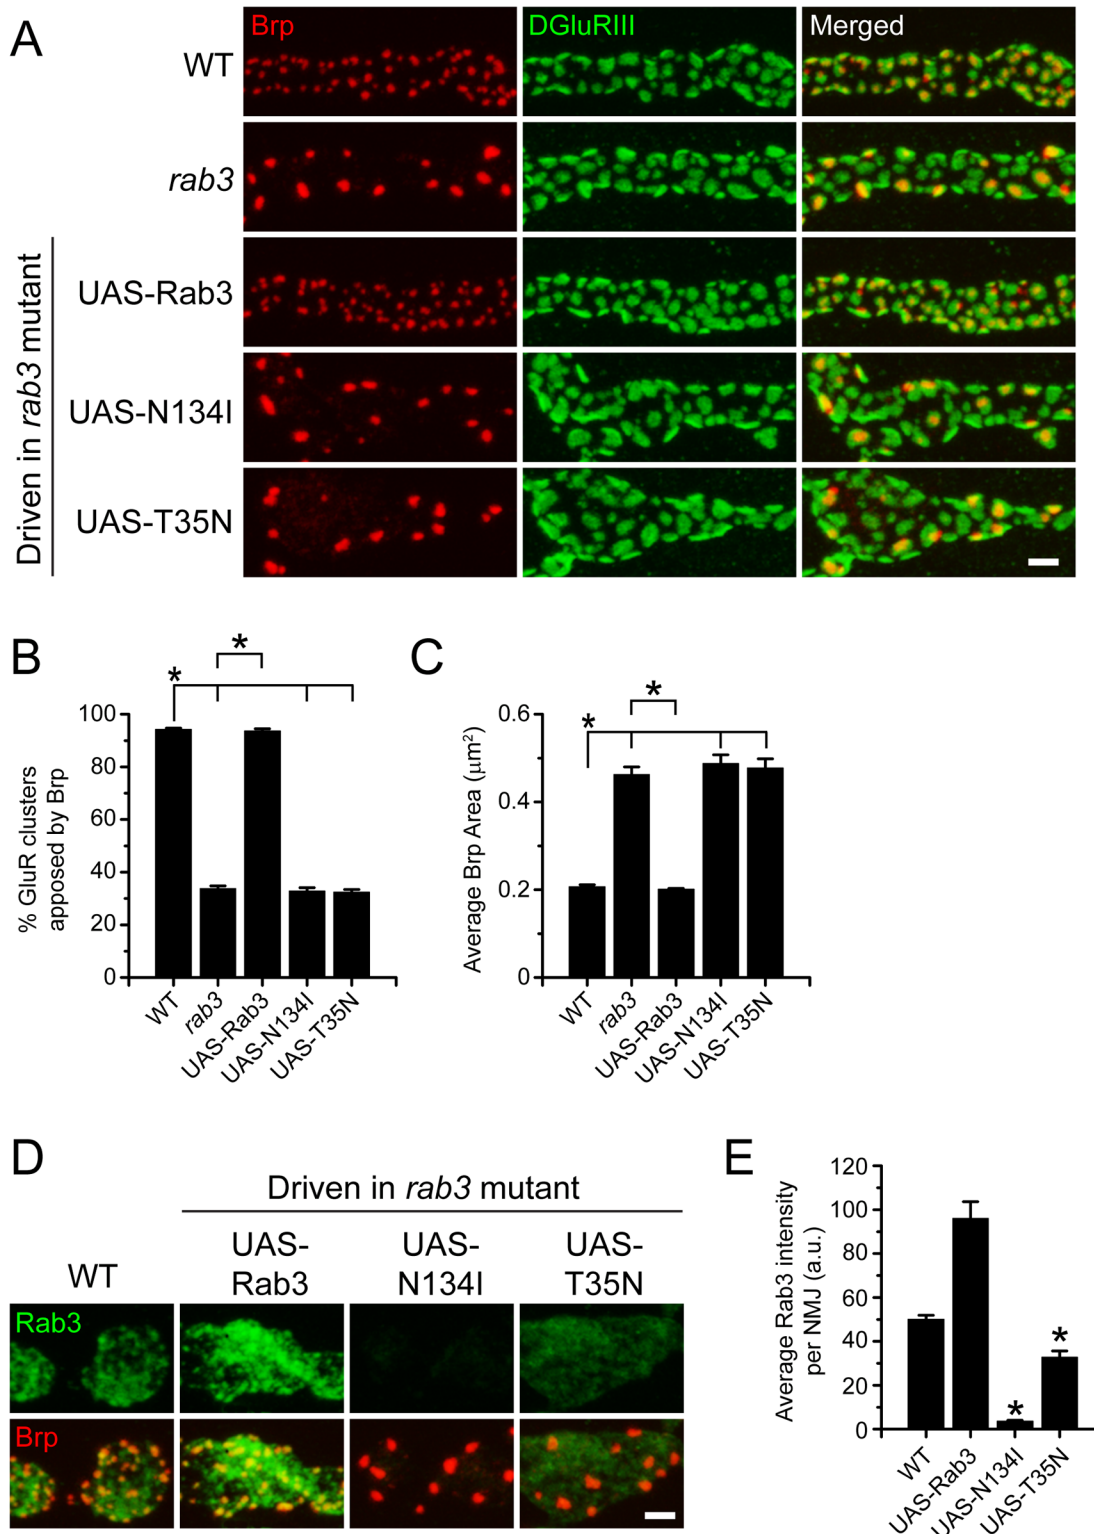 A
Brp
DGluRIII
Merged
WT
rab3
UAS-Rab3
UAS-N134I
UAS-T35N
Driven in rab3 mutant
B
*
*
% GluR clusters
apposed by Brp
100
80
60
40
20
0
WT
rab3
UAS-Rab3
UAS-N134I
UAS-T35N
C
*
*
Average Brp Area (μm²)
0.6
0.4
0.2
0
WT
rab3
UAS-Rab3
UAS-N134I
UAS-T35N
D
Driven in rab3 mutant
WT
UAS-
Rab3
UAS-
N134I
UAS-
T35N
Rab3
Brp
E
Average Rab3 intensity
per NMJ (a.u.)
120
100
80
60
40
20
0
*
*
WT
UAS-Rab3
UAS-N134I
UAS-T35N